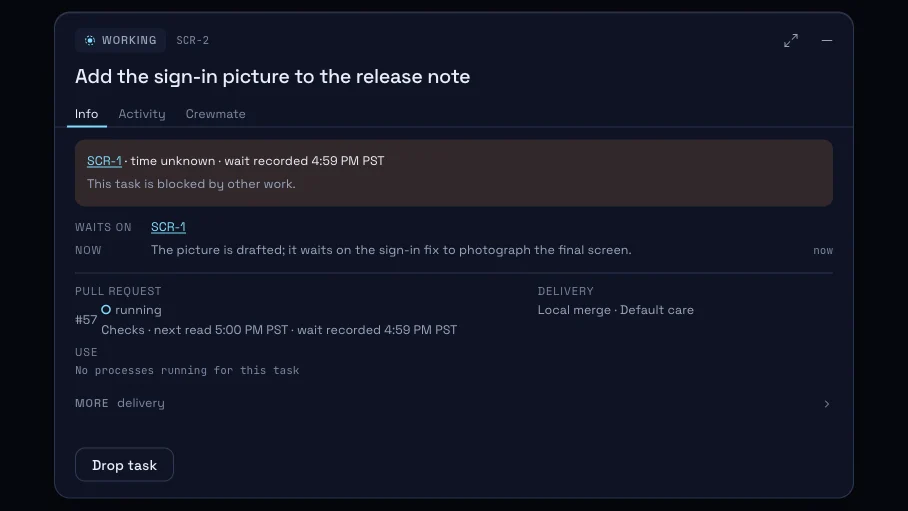 WORKING SCR-2
Add the sign-in picture to the release note
Info Activity Crewmate
SCR-1 · time unknown · wait recorded 4:59 PM PST
This task is blocked by other work.
WAITS ON SCR-1
NOW The picture is drafted; it waits on the sign-in fix to photograph the final screen. now
PULL REQUEST
#57 running
Checks · next read 5:00 PM PST · wait recorded 4:59 PM PST
DELIVERY
Local merge · Default care
USE
No processes running for this task
MORE delivery
Drop task